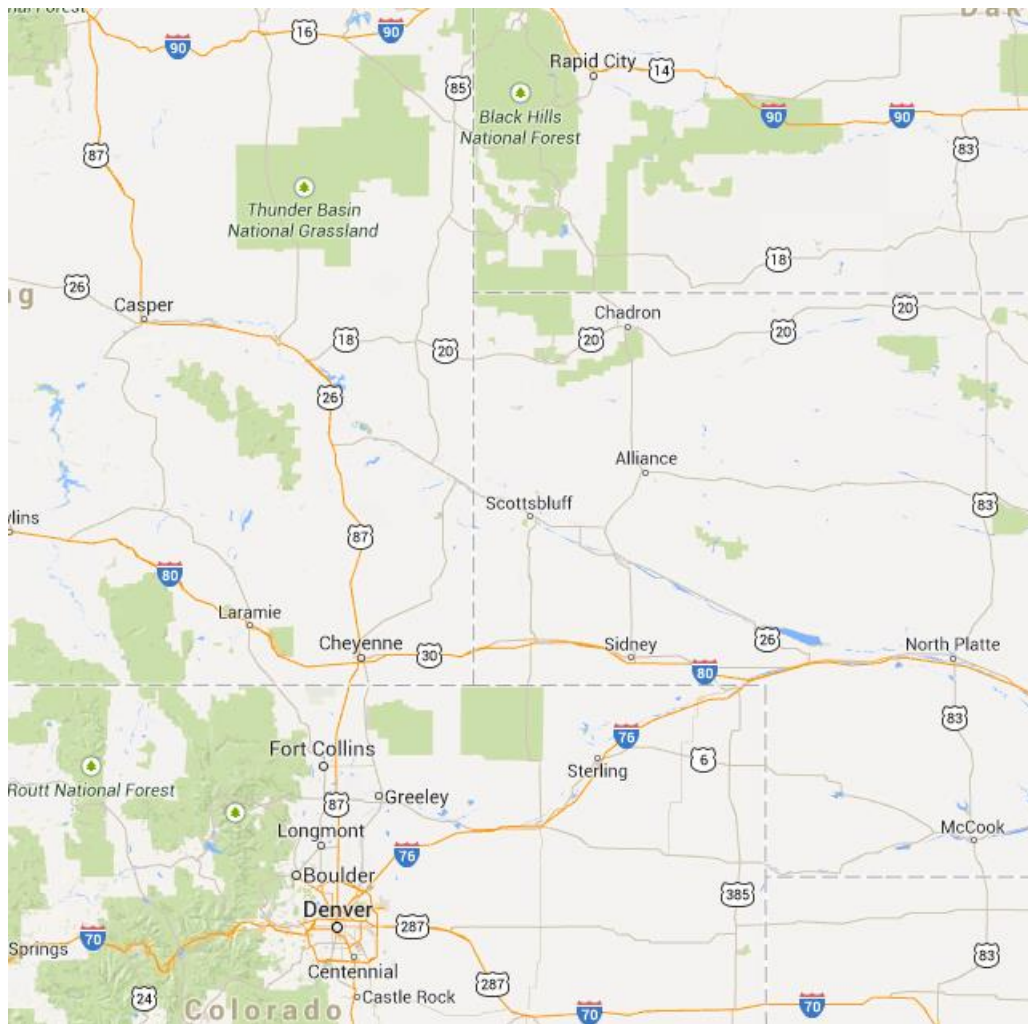 Dak
90
16
90
Rapid City
14
85
Black Hills
National Forest
90
90
87
83
Thunder Basin
National Grassland
18
26
ng
Casper
20
Chadron
18
20
20
20
26
Alliance
Scottsbluff
83
87
80
Laramie
Cheyenne
30
Sidney
26
North Platte
80
83
Fort Collins
76
6
Sterling
Routt National Forest
87
Greeley
Longmont
McCook
76
Boulder
385
Denver
287
70
Springs
83
Centennial
287
24
Castle Rock
70
70
Colorado